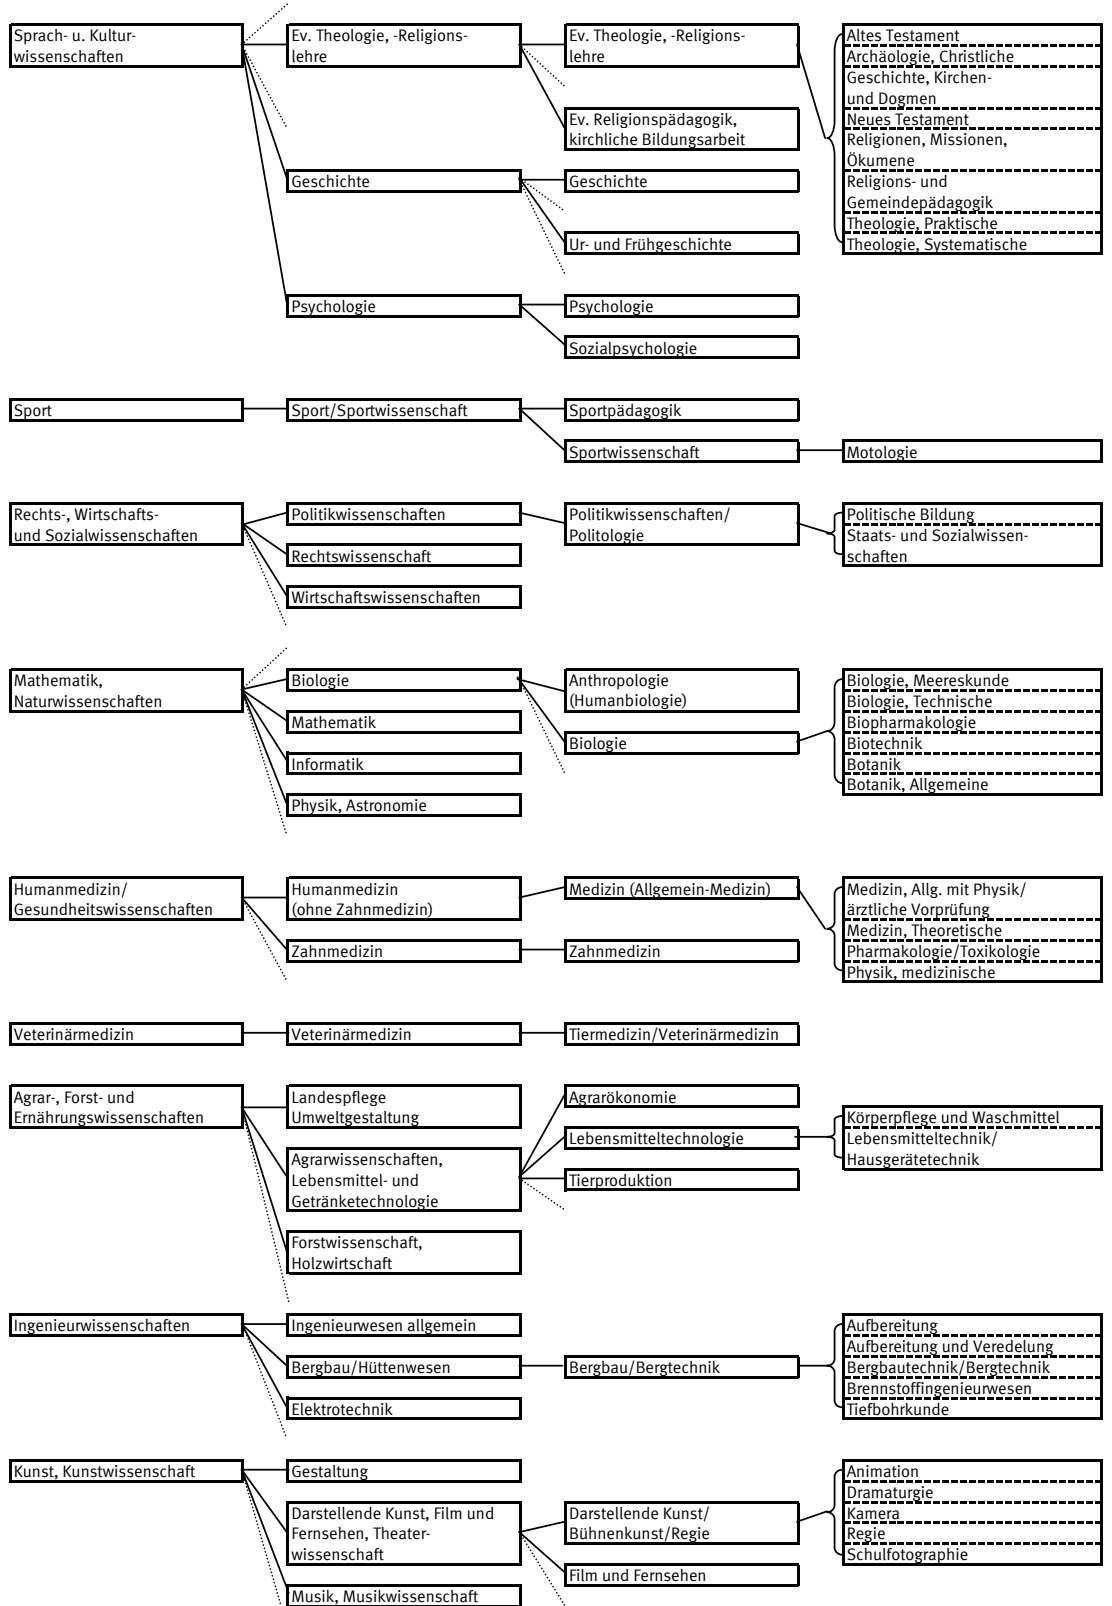 Sprach- u. Kultur-
wissenschaften
Ev. Theologie, -Religions-
lehre
Ev. Theologie, -Religions-
lehre
Altes Testament
Archäologie, Christliche
Geschichte, Kirchen-
und Dogmen
Neues Testament
Religionen, Missionen,
Ökumene
Religions- und
Gemeindepädagogik
Theologie, Praktische
Theologie, Systematische
Ev. Religionspädagogik,
kirchliche Bildungsarbeit
Geschichte
Geschichte
Ur- und Frühgeschichte
Psychologie
Psychologie
Sozialpsychologie
Sport
Sport/Sportwissenschaft
Sportpädagogik
Sportwissenschaft
Motologie
Rechts-, Wirtschafts-
und Sozialwissenschaften
Politikwissenschaften
Politikwissenschaften/
Politologie
Politische Bildung
Staats- und Sozialwissen-
schaften
Rechtswissenschaft
Wirtschaftswissenschaften
Mathematik,
Naturwissenschaften
Biologie
Anthropologie
(Humanbiologie)
Biologie, Meereskunde
Biologie, Technische
Biopharmakologie
Biotechnik
Botanik
Botanik, Allgemeine
Mathematik
Biologie
Informatik
Physik, Astronomie
Humanmedizin/
Gesundheitswissenschaften
Humanmedizin
(ohne Zahnmedizin)
Medizin (Allgemein-Medizin)
Medizin, Allg. mit Physik/
ärztliche Vorprüfung
Medizin, Theoretische
Pharmakologie/Toxikologie
Physik, medizinische
Zahnmedizin
Zahnmedizin
Veterinärmedizin
Veterinärmedizin
Tiermedizin/Veterinärmedizin
Agrar-, Forst- und
Ernährungswissenschaften
Landespflege
Umweltgestaltung
Agrarökonomie
Lebensmitteltechnologie
Körperpflege und Waschmittel
Lebensmitteltechnik/
Hausgerätetechnik
Agrarwissenschaften,
Lebensmittel- und
Getränketechnologie
Tierproduktion
Forstwissenschaft,
Holzwirtschaft
Ingenieurwissenschaften
Ingenieurwesen allgemein
Bergbau/Hüttenwesen
Bergbau/Bergtechnik
Aufbereitung
Aufbereitung und Veredelung
Bergbautechnik/Bergtechnik
Brennstoffingenieurwesen
Tiefbohrkunde
Elektrotechnik
Kunst, Kunstwissenschaft
Gestaltung
Darstellende Kunst, Film und
Fernsehen, Theater-
wissenschaft
Darstellende Kunst/
Bühnenkunst/Regie
Animation
Dramaturgie
Kamera
Regie
Schulfotographie
Film und Fernsehen
Musik, Musikwissenschaft